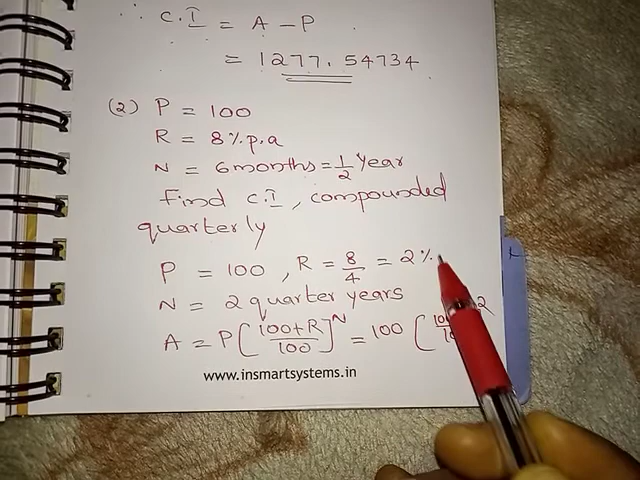 ∴ C.I = A - P
= 1277.54734
(2) P = 100
R = 8% p.a
N = 6 months = 1/2 Year
Find C.I, compounded
quarterly
P = 100, R = 8/4 = 2%
N = 2 quarter years
A = P [(100+R)/100]^N = 100 (
www.insmartsystems.in